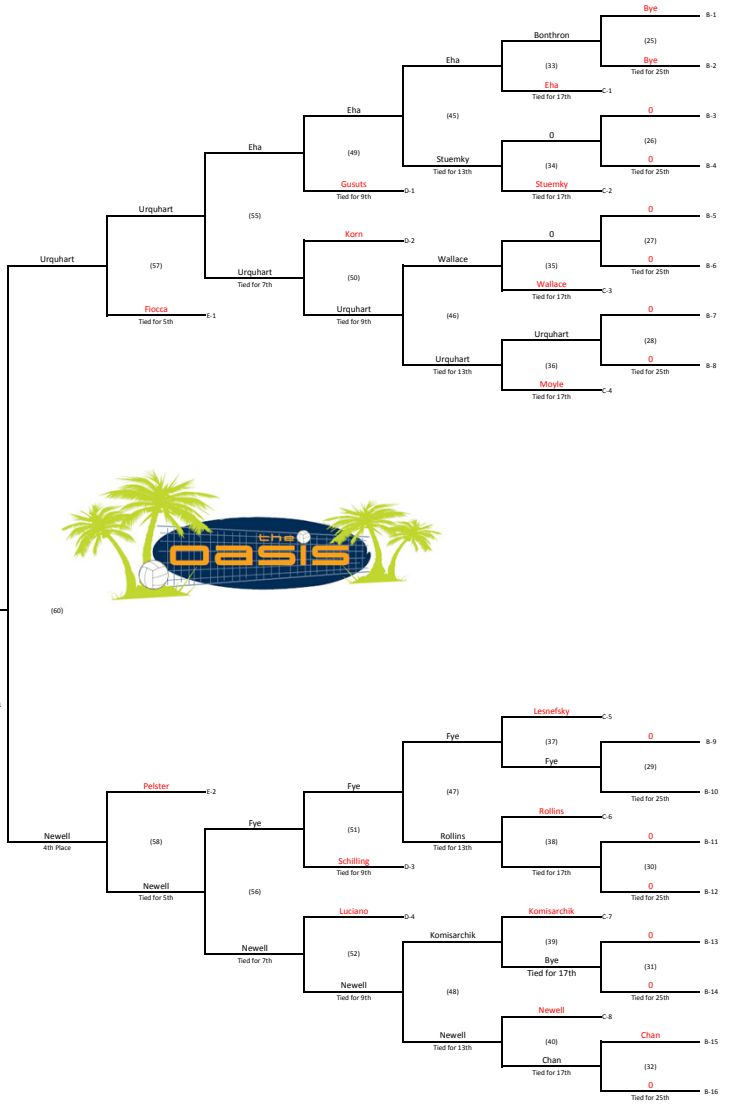 Bye
B-1
Bonthron
(25)
Eha
(33)
Bye
B-2
Tied for 25th
Eha
C-1
Tied for 17th
Eha
(45)
0
B-3
0
(26)
Eha
(49)
Stuemky
Tied for 13th
(34)
0
B-4
Tied for 25th
Gusuts
D-1
Tied for 9th
Stuemky
C-2
Tied for 17th
Urquhart
(55)
0
B-5
Korn
D-2
0
(27)
Urquhart
(57)
Urquhart
Tied for 7th
(50)
Wallace
(35)
0
B-6
Tied for 25th
Wallace
C-3
Tied for 17th
Fiocca
E-1
Tied for 5th
Urquhart
Tied for 9th
(46)
0
B-7
Urquhart
(28)
Urquhart
Tied for 13th
(36)
0
B-8
Tied for 25th
Moyle
C-4
Tied for 17th
the
oasis
(60)
Lesnefsky
C-5
Fye
(37)
0
B-9
Fye
(29)
Pelster
E-2
Fye
(47)
B-10
Tied for 25th
Rollins
C-6
Newell
4th Place
(58)
Fye
(51)
Rollins
Tied for 13th
(38)
0
B-11
Schilling
D-3
Tied for 9th
Tied for 17th
(30)
Newell
Tied for 5th
(56)
0
B-12
Tied for 25th
Luciano
D-4
Komisarchik
C-7
Newell
Tied for 7th
(52)
Komisarchik
(39)
0
B-13
Bye
Tied for 17th
(31)
Newell
Tied for 9th
(48)
0
B-14
Tied for 25th
Newell
C-8
Newell
Tied for 13th
(40)
Chan
B-15
Chan
Tied for 17th
(32)
0
B-16
Tied for 25th